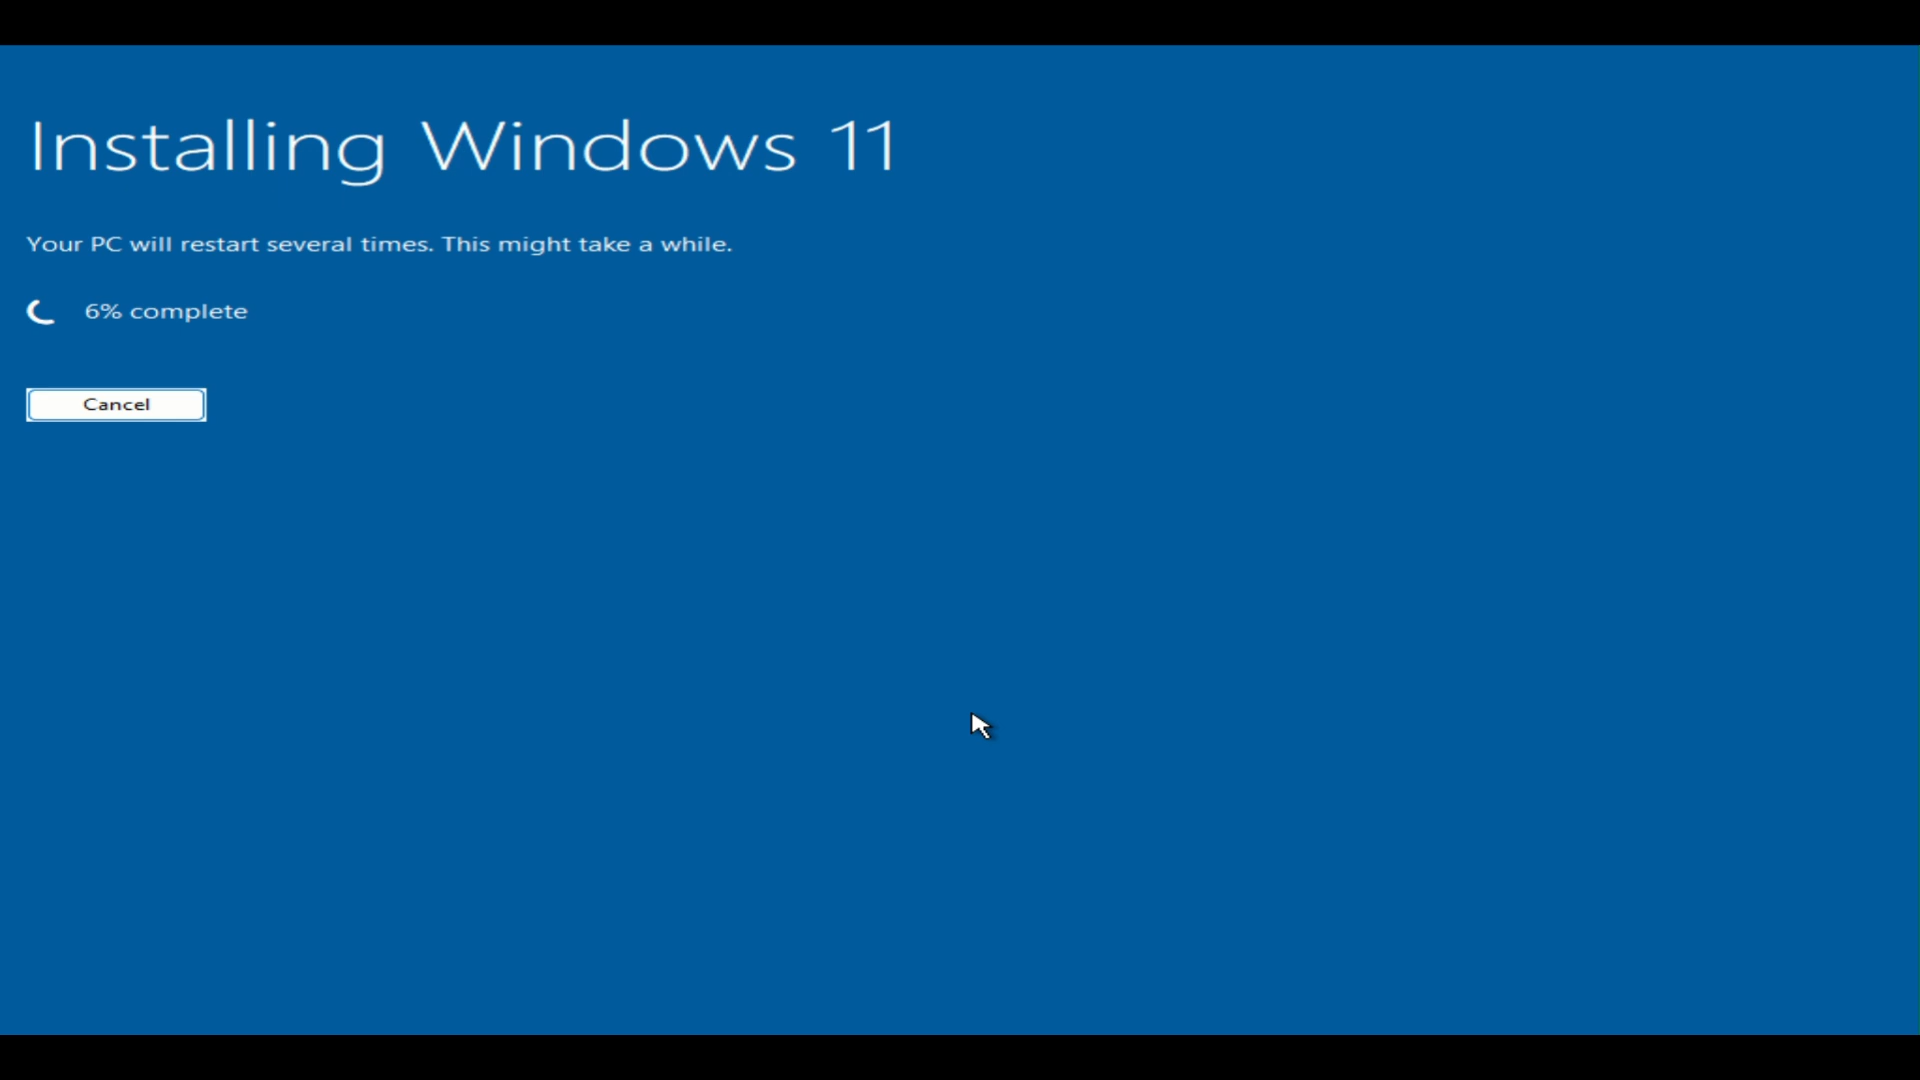 Installing Windows 11
Your PC will restart several times. This might take a while.
6% complete
Cancel